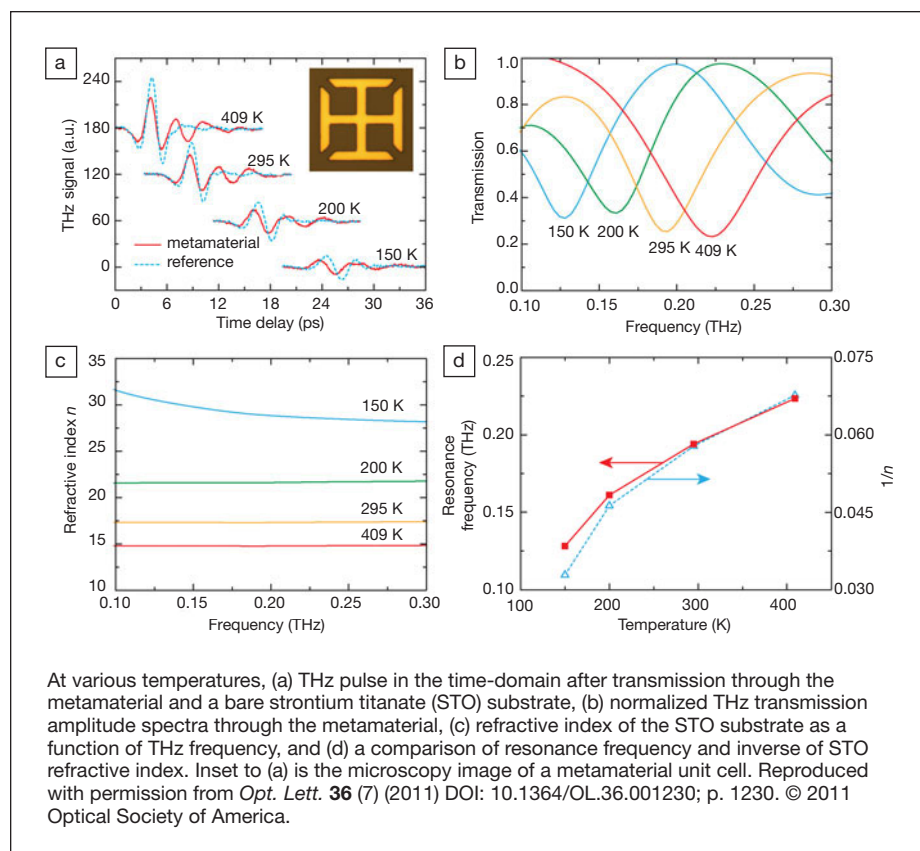 a
240
180
120
60
0
THz signal (a.u.)
409 K
295 K
200 K
150 K
metamaterial
reference
0 6 12 18 24 30 36
Time delay (ps)
b
1.0
0.8
0.6
0.4
0.2
0.0
Transmission
150 K 200 K 295 K 409 K
0.10 0.15 0.20 0.25 0.30
Frequency (THz)
c
35
30
25
20
15
10
Refractive index n
150 K
200 K
295 K
409 K
0.10 0.15 0.20 0.25 0.30
Frequency (THz)
d
0.25
0.20
0.15
0.10
Resonance
frequency (THz)
0.075
0.060
0.045
0.030
1/n
100 200 300 400
Temperature (K)
At various temperatures, (a) THz pulse in the time-domain after transmission through the
metamaterial and a bare strontium titanate (STO) substrate, (b) normalized THz transmission
amplitude spectra through the metamaterial, (c) refractive index of the STO substrate as a
function of THz frequency, and (d) a comparison of resonance frequency and inverse of STO
refractive index. Inset to (a) is the microscopy image of a metamaterial unit cell. Reproduced
with permission from Opt. Lett. 36 (7) (2011) DOI: 10.1364/OL.36.001230; p. 1230. © 2011
Optical Society of America.